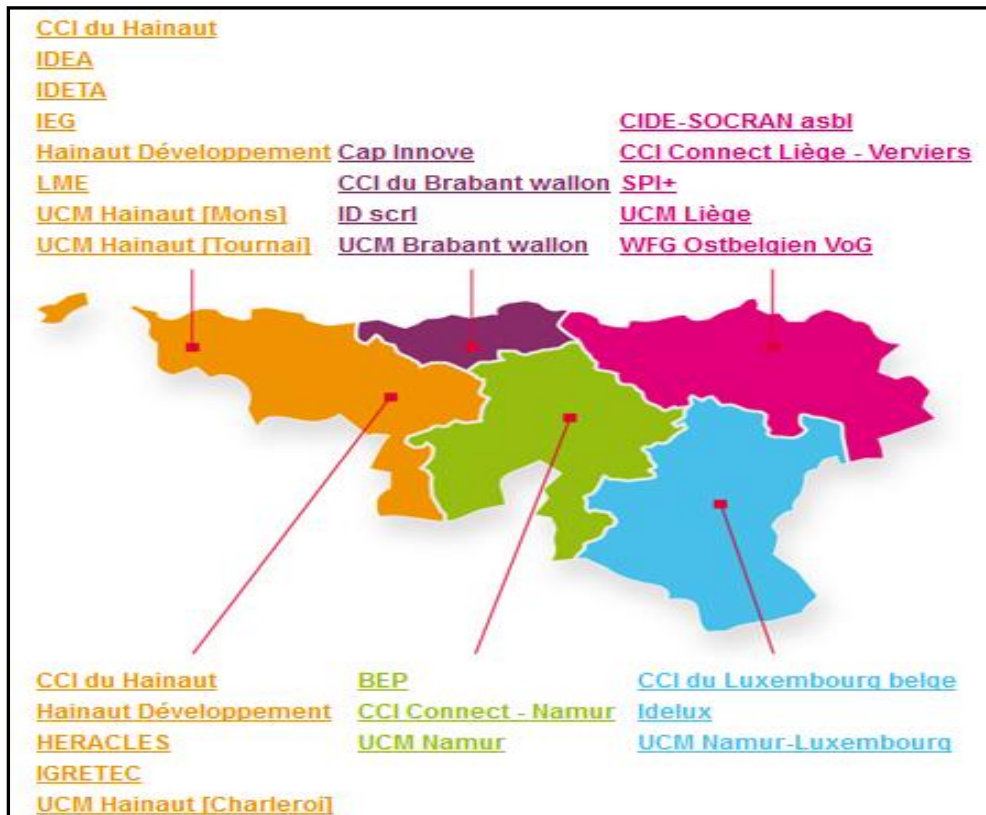 CCI du Hainaut
IDEA
IDETA
IEG
Hainaut Développement
LME
UCM Hainaut [Mons]
UCM Hainaut [Tournai]
Cap Innove
CCI du Brabant wallon
ID scrl
UCM Brabant wallon
CIDE-SOCRAN asbl
CCI Connect Liège - Verviers
SPI+
UCM Liège
WFG Ostbelgien VoG
CCI du Hainaut
Hainaut Développement
HERACLES
IGRETEC
UCM Hainaut [Charleroi]
BEP
CCI Connect - Namur
UCM Namur
CCI du Luxembourg belge
Idelux
UCM Namur-Luxembourg